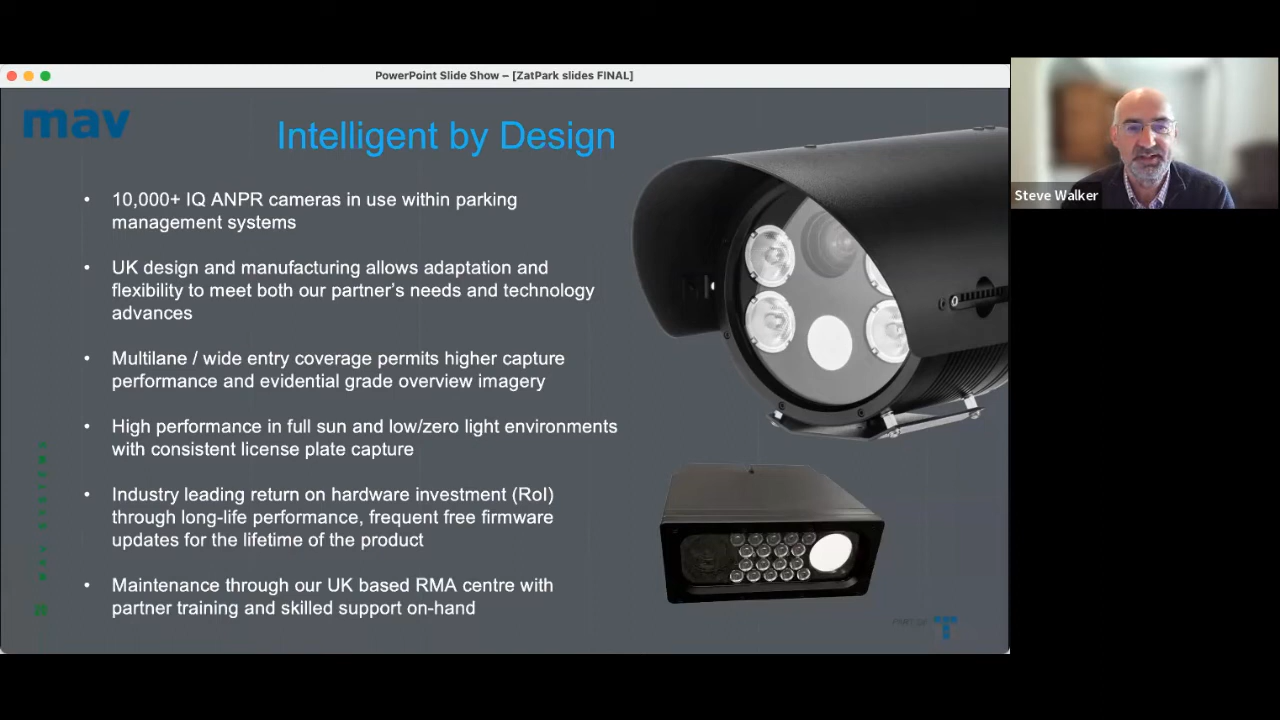 PowerPoint Slide Show – [ZatPark slides FINAL]
mav
Intelligent by Design
Steve Walker
• 10,000+ IQ ANPR cameras in use within parking
management systems
• UK design and manufacturing allows adaptation and
flexibility to meet both our partner's needs and technology
advances
• Multilane / wide entry coverage permits higher capture
performance and evidential grade overview imagery
• High performance in full sun and low/zero light environments
with consistent license plate capture
• Industry leading return on hardware investment (RoI)
through long-life performance, frequent free firmware
updates for the lifetime of the product
• Maintenance through our UK based RMA centre with
partner training and skilled support on-hand